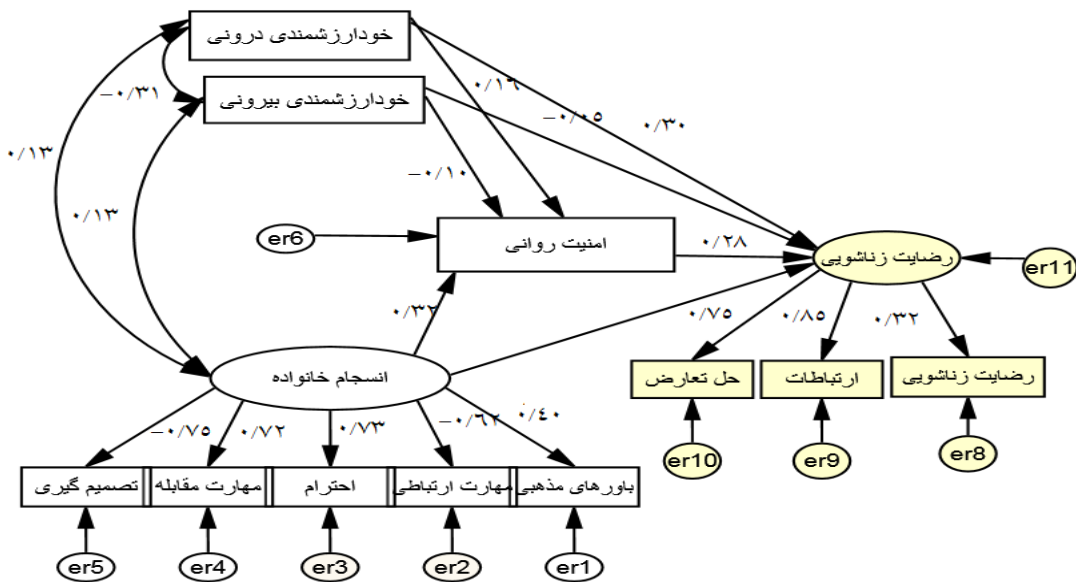 خودارزشمندی درونی
خودارزشمندی بیرونی
-۰/۳۱
۰/۱۳
۰/۱۳
۰/۱۹
-۰/۰۵
۰/۳۰
-۰/۱۰
er6
امنیت روانی
۰/۲۸
رضایت زناشویی
er11
۰/۳۲
۰/۷۵
۰/۸۵
۰/۳۲
انسجام خانواده
حل تعارض
ارتباطات
رضایت زناشویی
-۰/۷۵
۰/۷۲
۰/۷۳
-۰/۶۲
۰/۴۰
er10
er9
er8
تصمیم گیری
مهارت مقابله
احترام
مهارت ارتباطی
باورهای مذهبی
er5
er4
er3
er2
er1